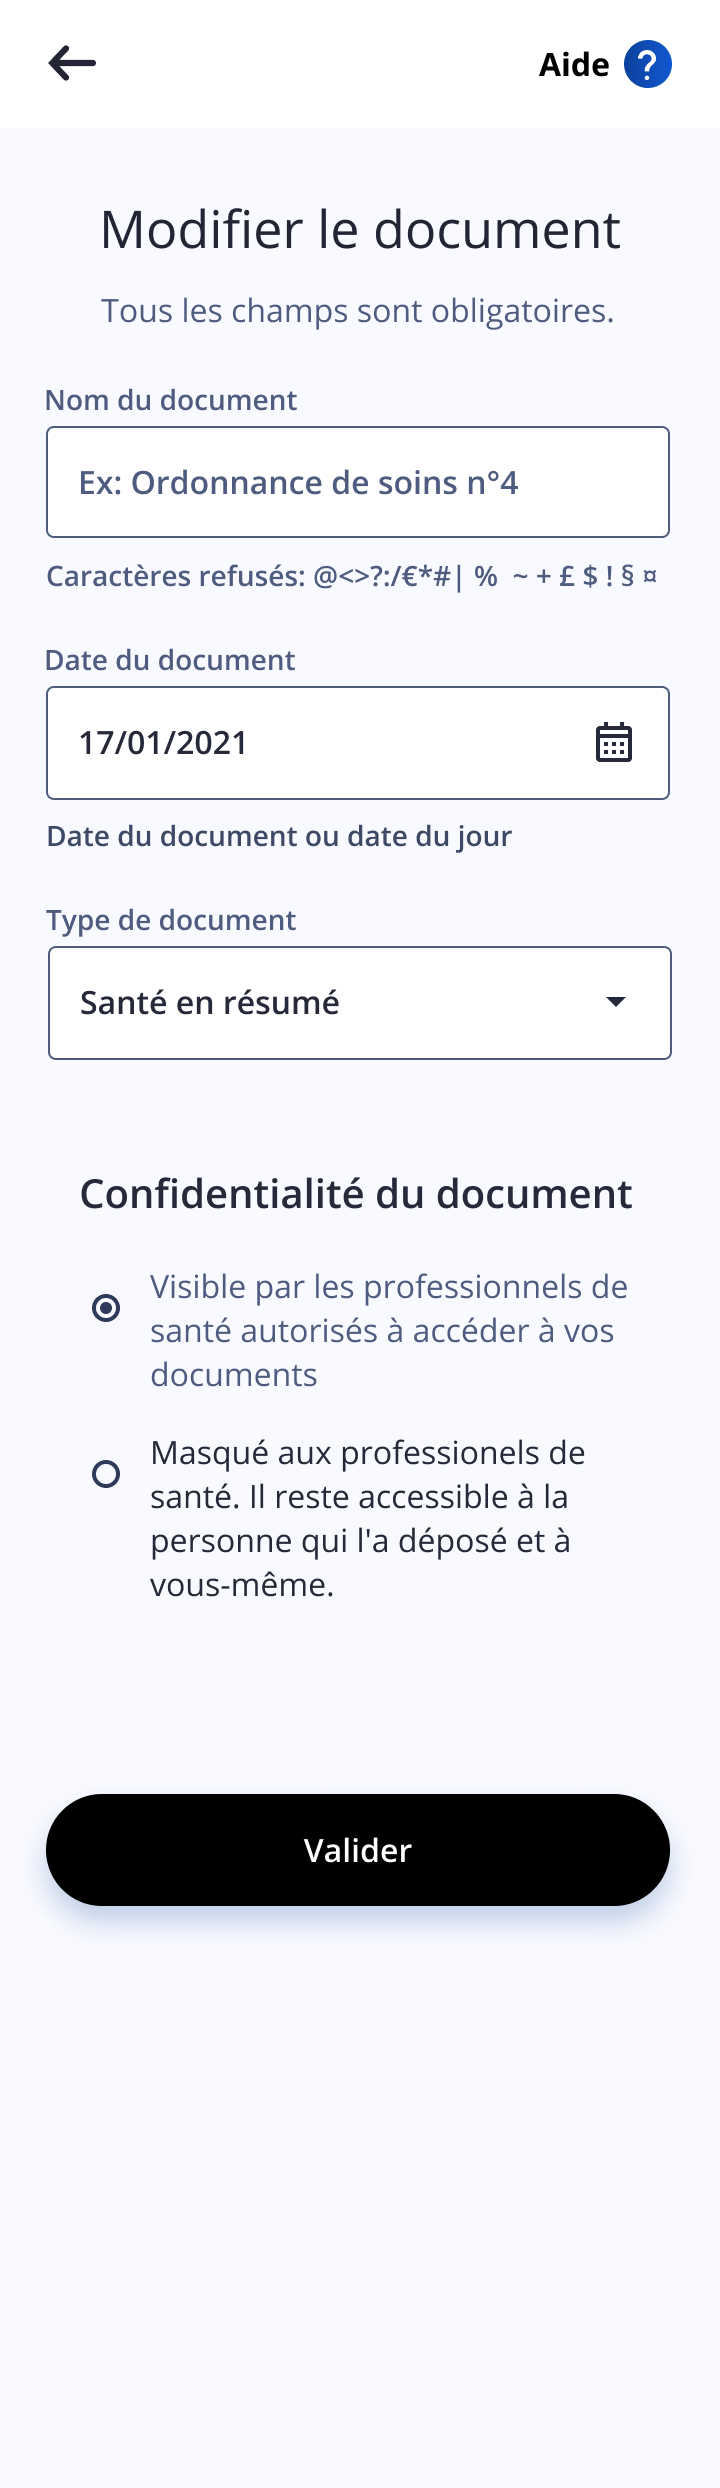 Aide ?
Modifier le document
Tous les champs sont obligatoires.
Nom du document
Ex: Ordonnance de soins n°4
Caractères refusés: @<>?:/€*#| %  ~ + £ $ ! § ¤
Date du document
17/01/2021
Date du document ou date du jour
Type de document
Santé en résumé
Confidentialité du document
Visible par les professionnels de
santé autorisés à accéder à vos
documents
Masqué aux professionels de
santé. Il reste accessible à la
personne qui l'a déposé et à
vous-même.
Valider